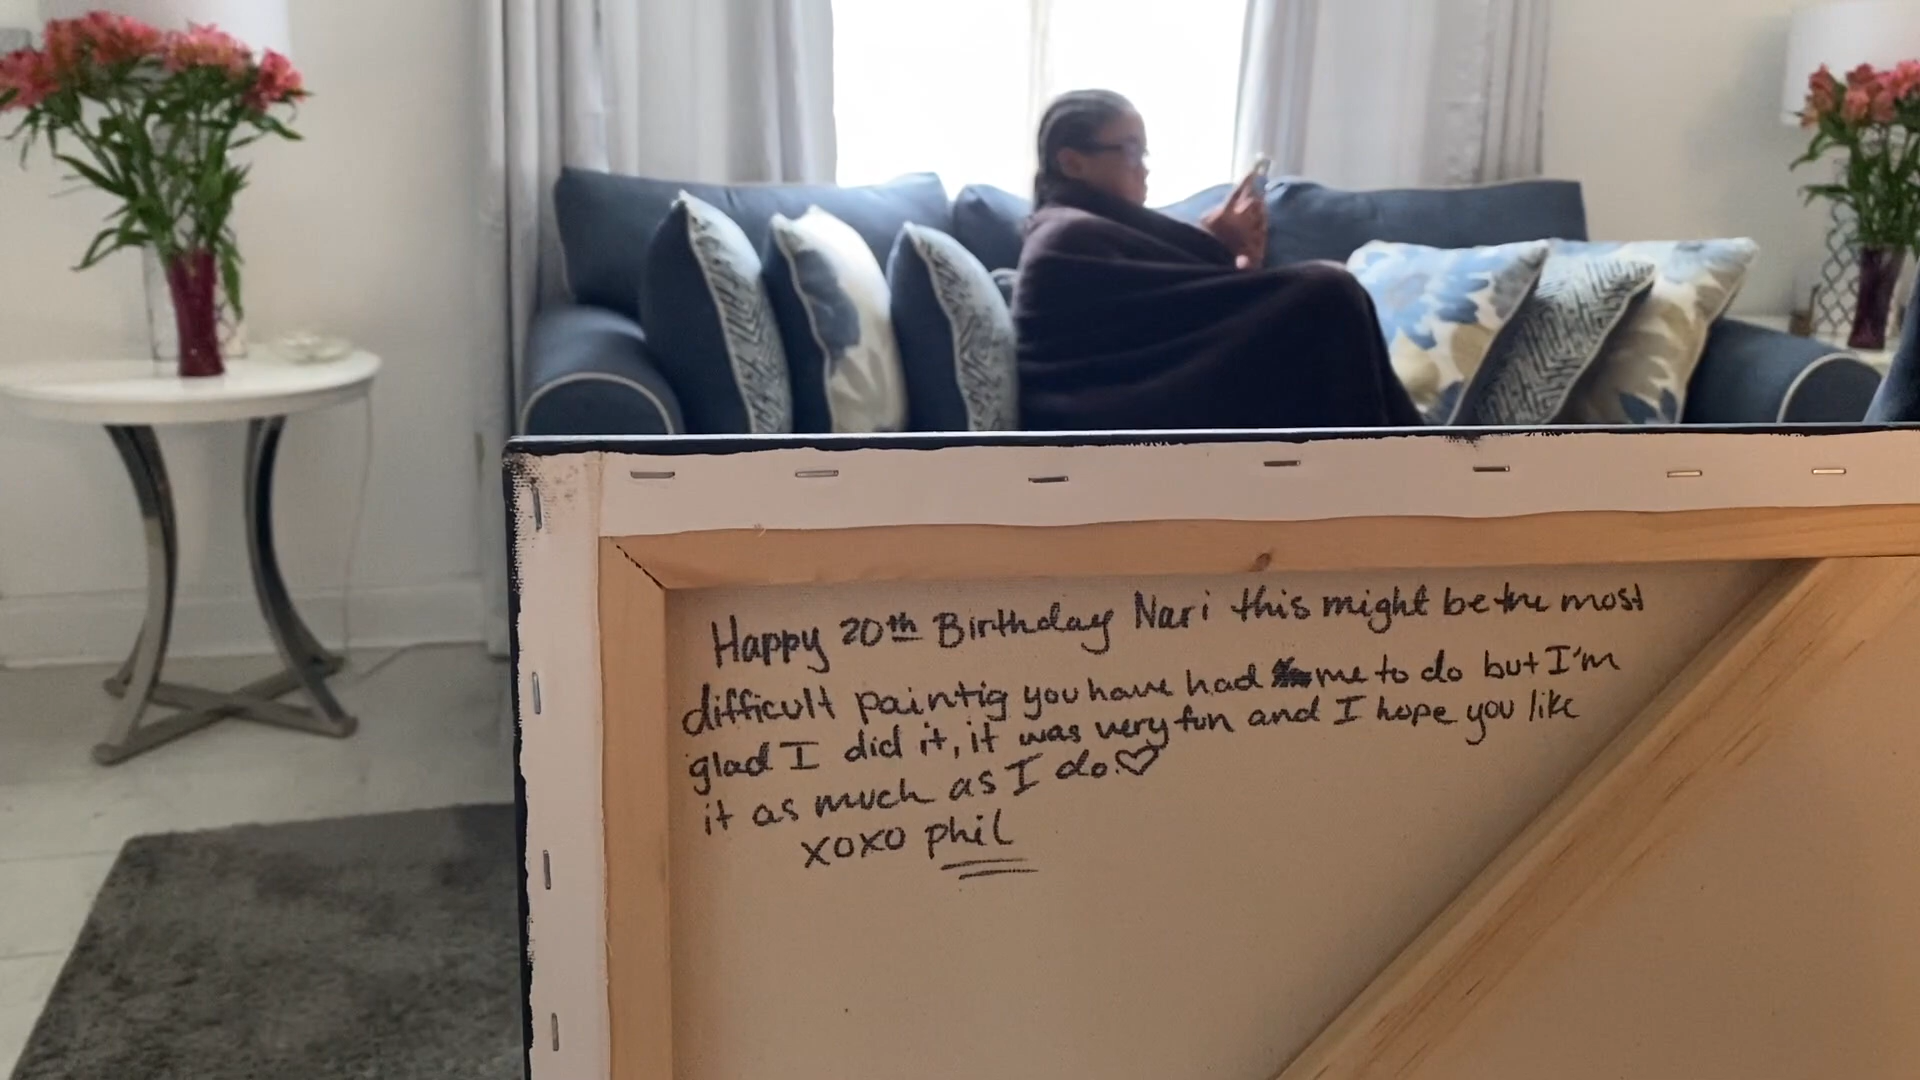 Happy 20th Birthday Nari this might be the most
difficult paintig you have had me to do but I'm
glad I did it, it was very fun and I hope you like
it as much as I do.♡
xoxo phil